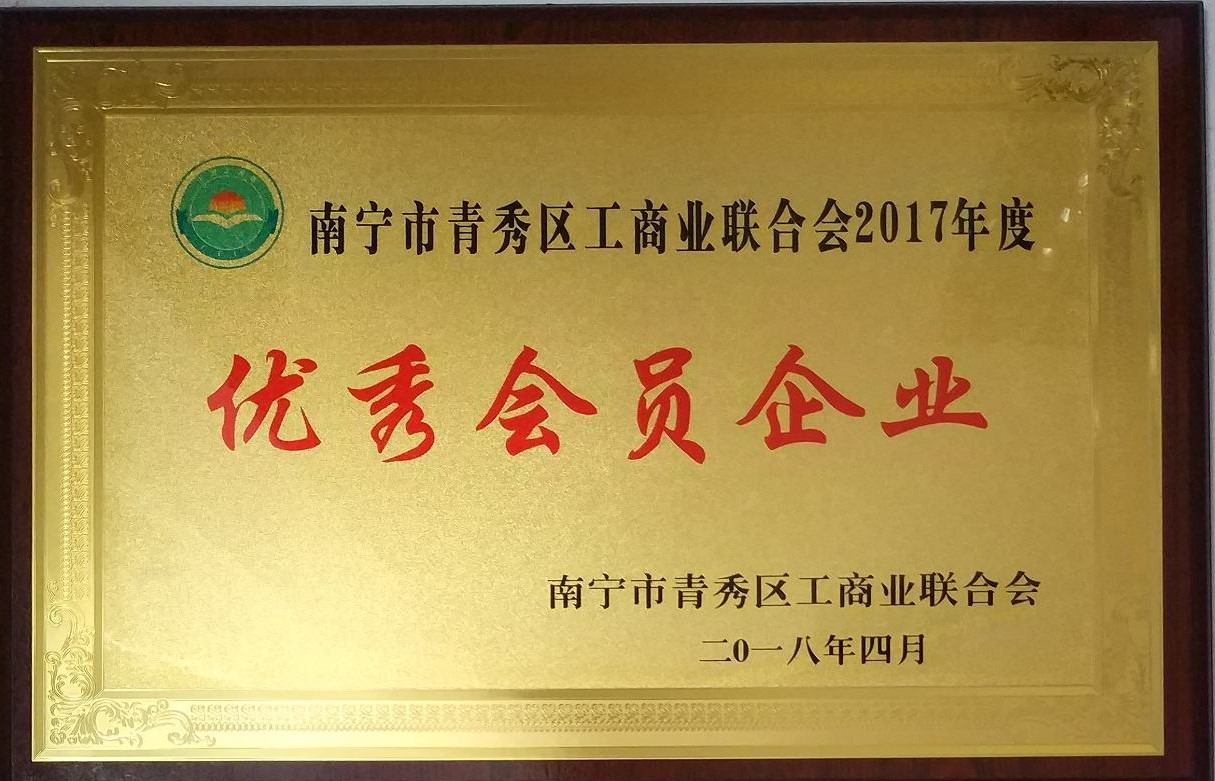 南宁市青秀区工商业联合会2017年度
优秀会员企业
南宁市青秀区工商业联合会
二0一八年四月